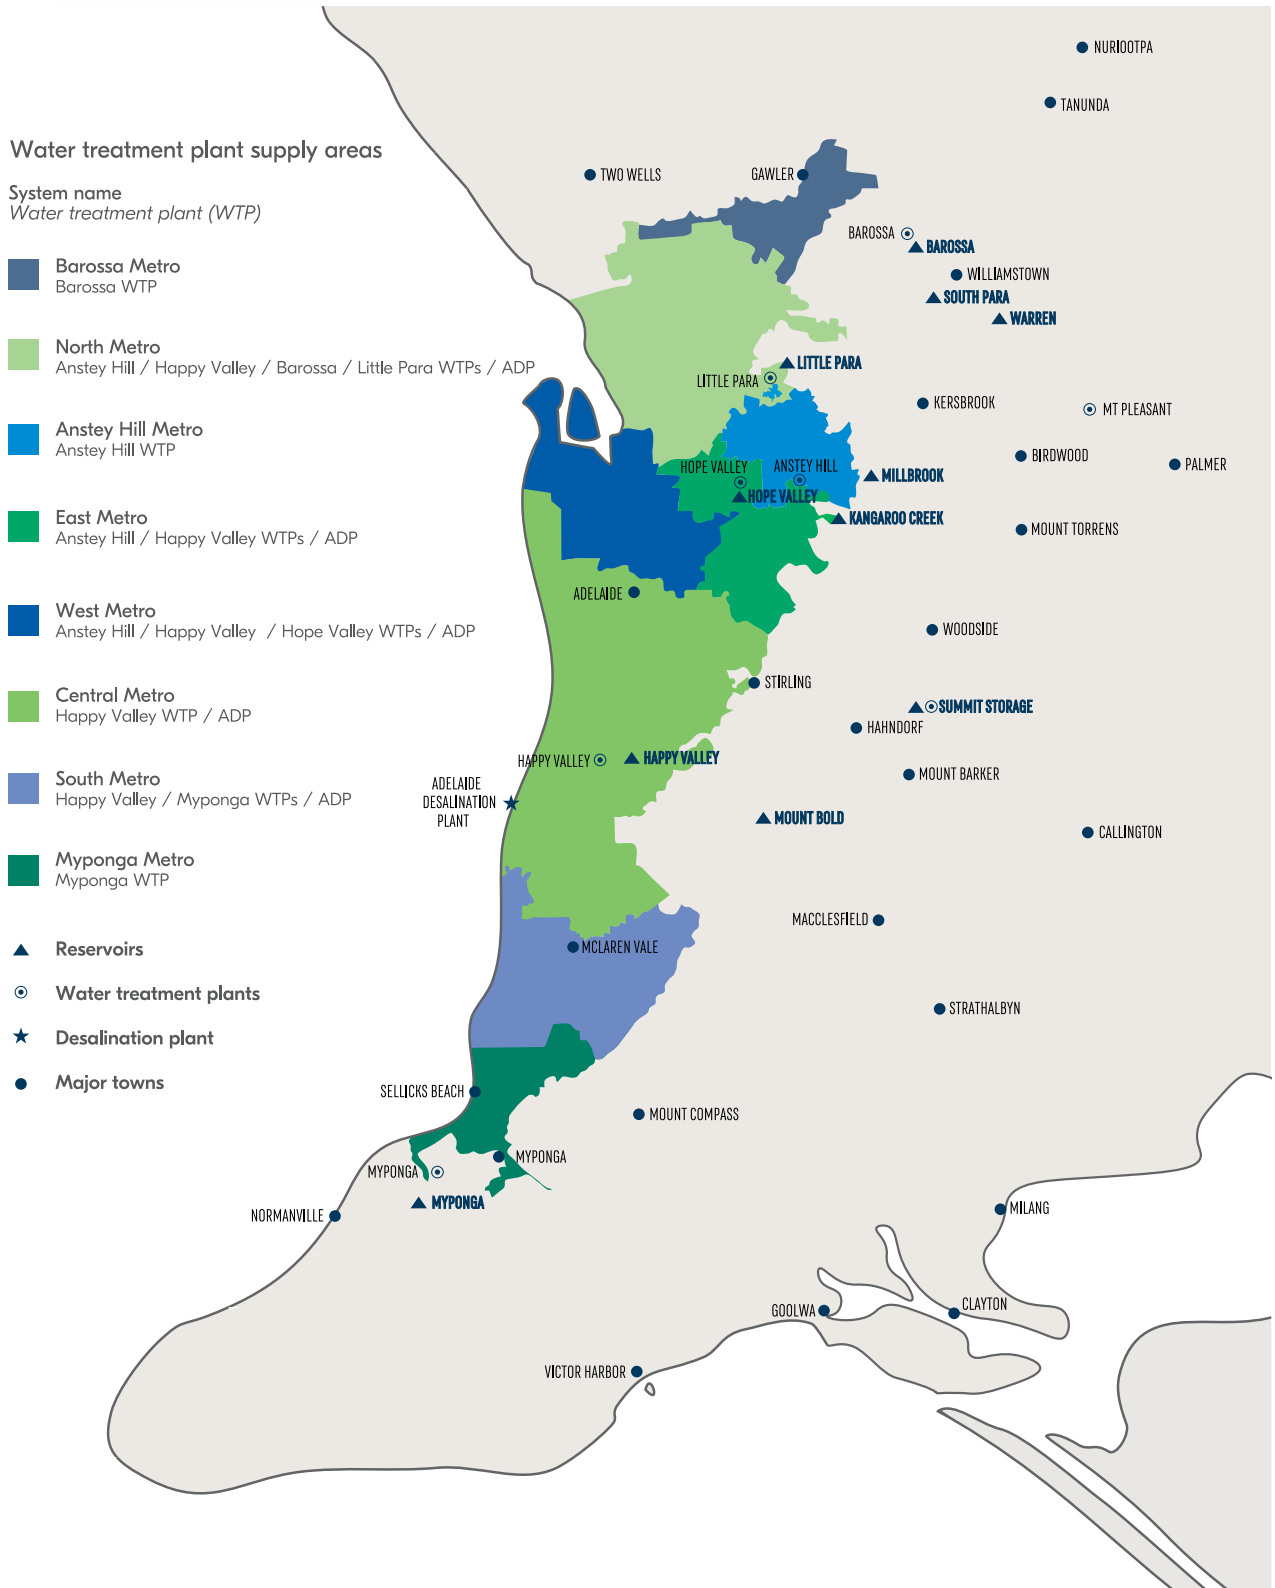 Water treatment plant supply areas
System name
Water treatment plant (WTP)
Barossa Metro
Barossa WTP
North Metro
Anstey Hill / Happy Valley / Barossa / Little Para WTPs / ADP
Anstey Hill Metro
Anstey Hill WTP
East Metro
Anstey Hill / Happy Valley WTPs / ADP
West Metro
Anstey Hill / Happy Valley / Hope Valley WTPs / ADP
Central Metro
Happy Valley WTP / ADP
South Metro
Happy Valley / Myponga WTPs / ADP
Myponga Metro
Myponga WTP
Reservoirs
Water treatment plants
Desalination plant
Major towns
NURIOOTPA
TANUNDA
TWO WELLS
GAWLER
BAROSSA
BAROSSA
WILLIAMSTOWN
SOUTH PARA
WARREN
LITTLE PARA
LITTLE PARA
KERSBROOK
MT PLEASANT
BIRDWOOD
PALMER
HOPE VALLEY
ANSTEY HILL
MILLBROOK
HOPE VALLEY
KANGAROO CREEK
MOUNT TORRENS
ADELAIDE
WOODSIDE
STIRLING
SUMMIT STORAGE
HAHNDORF
HAPPY VALLEY
HAPPY VALLEY
MOUNT BARKER
ADELAIDE
DESALINATION
PLANT
MOUNT BOLD
CALLINGTON
MACCLESFIELD
MCLAREN VALE
STRATHALBYN
SELLICKS BEACH
MOUNT COMPASS
MYPONGA
MYPONGA
MYPONGA
NORMANVILLE
MILANG
GOOLWA
CLAYTON
VICTOR HARBOR